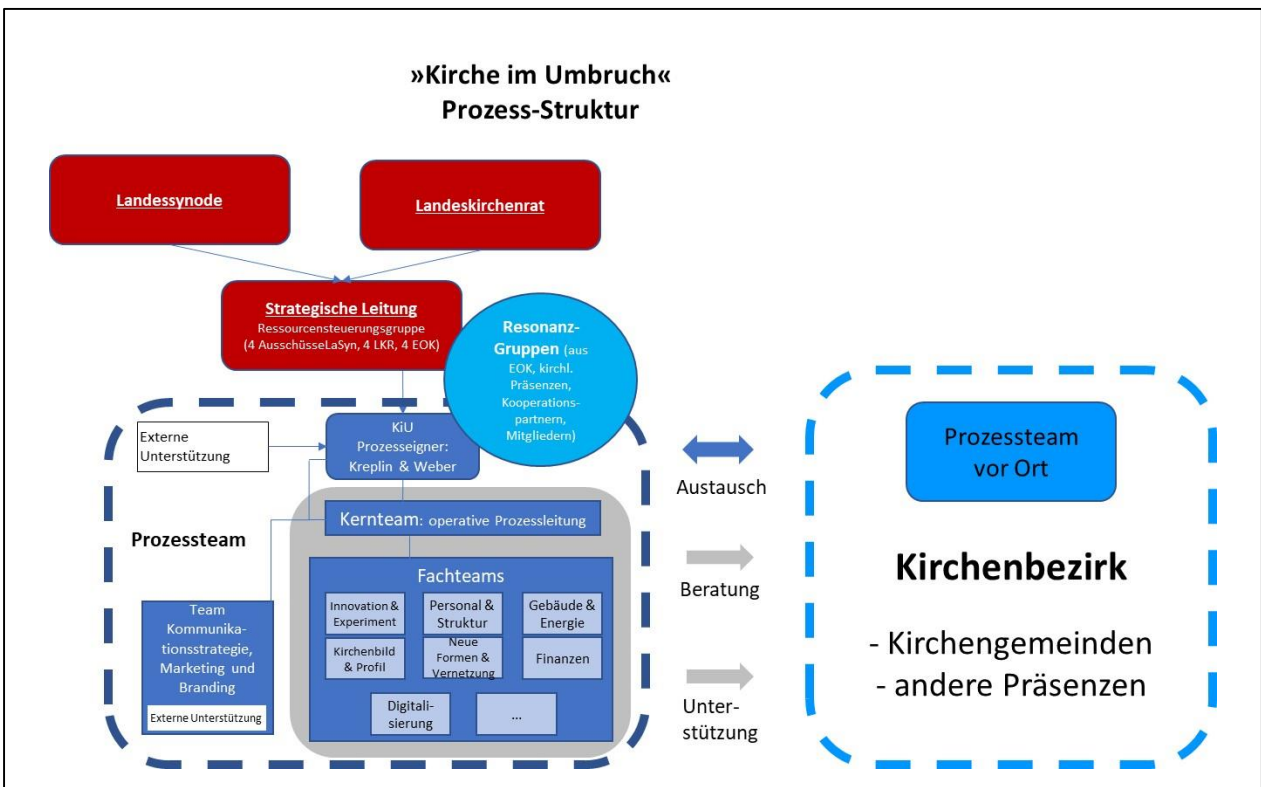 »Kirche im Umbruch«
Prozess-Struktur
Landessynode
Landeskirchenrat
Strategische Leitung
Ressourcensteuerungsgruppe
(4 AusschüsseLaSyn, 4 LKR, 4 EOK)
Resonanz-
Gruppen (aus
EOK, kirchl.
Präsenzen,
Kooperations-
partnern,
Mitgliedern)
Externe
Unterstützung
KiU
Prozesseigner:
Kreplin & Weber
Prozessteam
Kernteam: operative Prozessleitung
Fachteams
Innovation &
Experiment
Personal &
Struktur
Gebäude &
Energie
Kirchenbild
& Profil
Neue
Formen &
Vernetzung
Finanzen
Digitali-
sierung
...
Team
Kommunika-
tionsstrategie,
Marketing und
Branding
Externe Unterstützung
Austausch
Beratung
Unter-
stützung
Prozessteam
vor Ort
Kirchenbezirk
- Kirchengemeinden
- andere Präsenzen